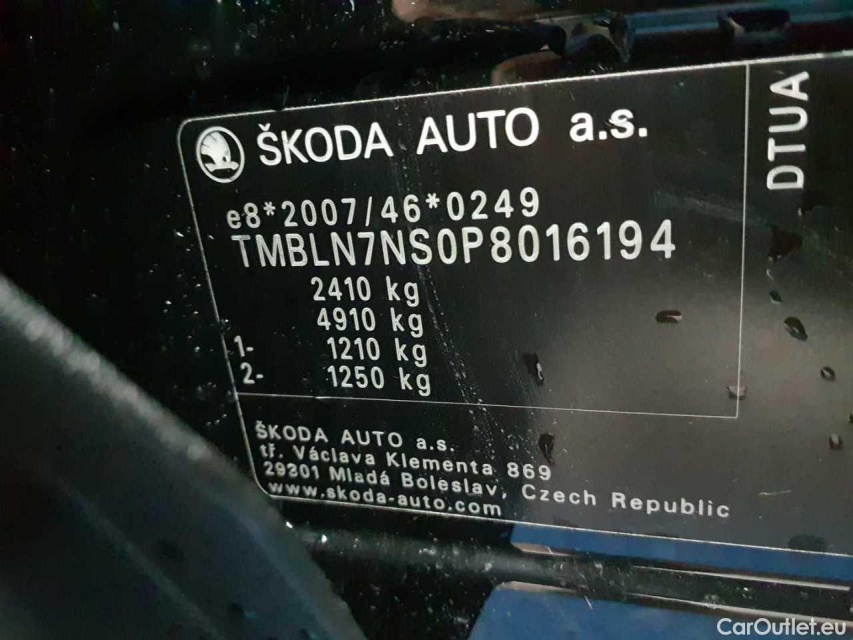 ŠKODA AUTO a.s.
DTUA
e8*2007/46*0249
TMBLN7NS0P8016194
2410 kg
4910 kg
1- 1210 kg
2- 1250 kg
ŠKODA AUTO a.s.
tř. Václava Klementa 869
29301 Mladá Boleslav, Czech Republic
www.skoda-auto.com
CarOutlet.eu